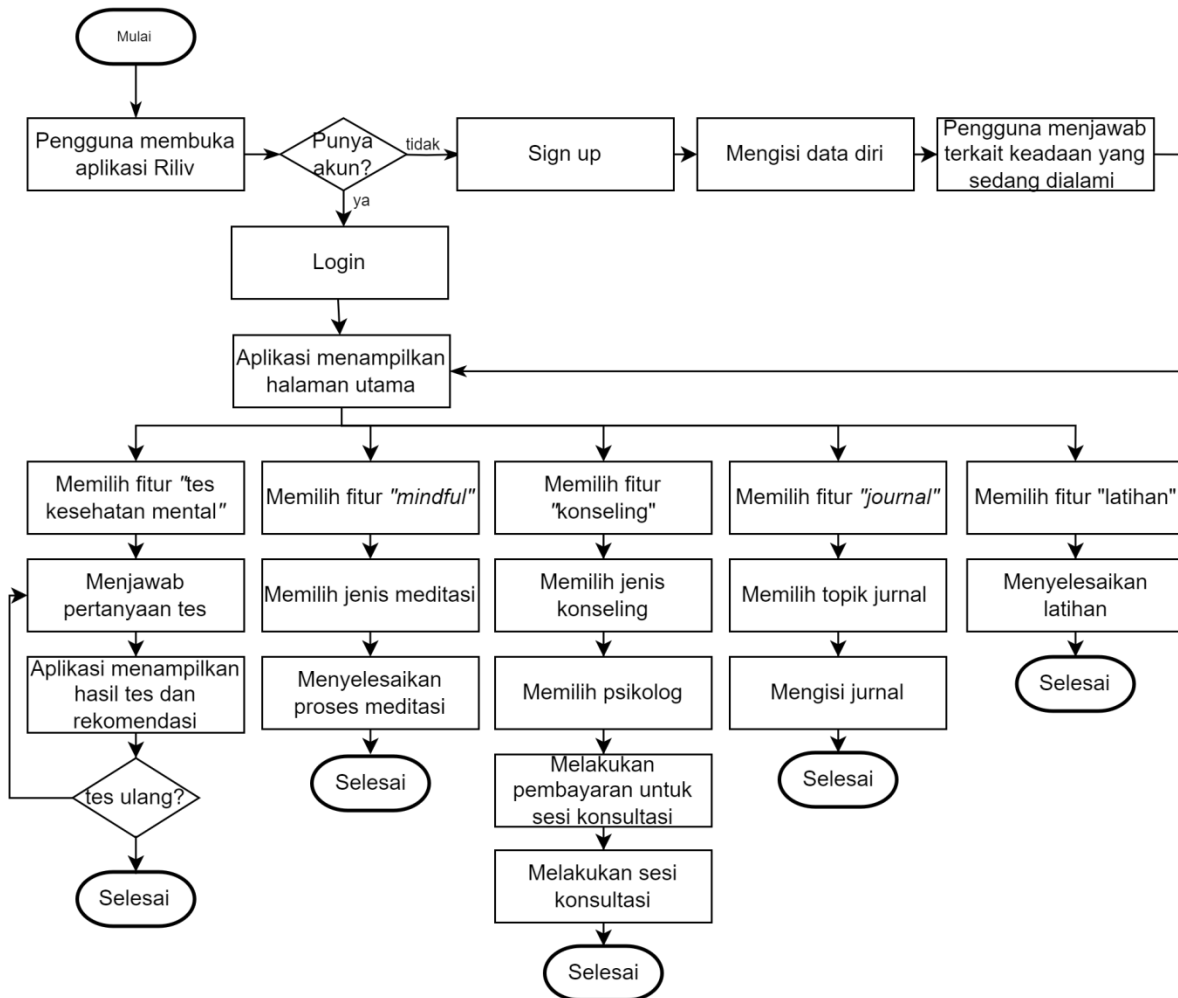 Mulai
Pengguna membuka
aplikasi Riliv
Punya
akun?
tidak
Sign up
Mengisi data diri
Pengguna menjawab
terkait keadaan yang
sedang dialami
ya
Login
Aplikasi menampilkan
halaman utama
Memilih fitur "tes
kesehatan mental"
Memilih fitur "mindful"
Memilih fitur
"konseling"
Memilih fitur "journal"
Memilih fitur "latihan"
Menjawab
pertanyaan tes
Memilih jenis meditasi
Memilih jenis
konseling
Memilih topik jurnal
Menyelesaikan
latihan
Aplikasi menampilkan
hasil tes dan
rekomendasi
Menyelesaikan
proses meditasi
Memilih psikolog
Mengisi jurnal
Selesai
tes ulang?
Selesai
Melakukan
pembayaran untuk
sesi konsultasi
Selesai
Selesai
Melakukan sesi
konsultasi
Selesai